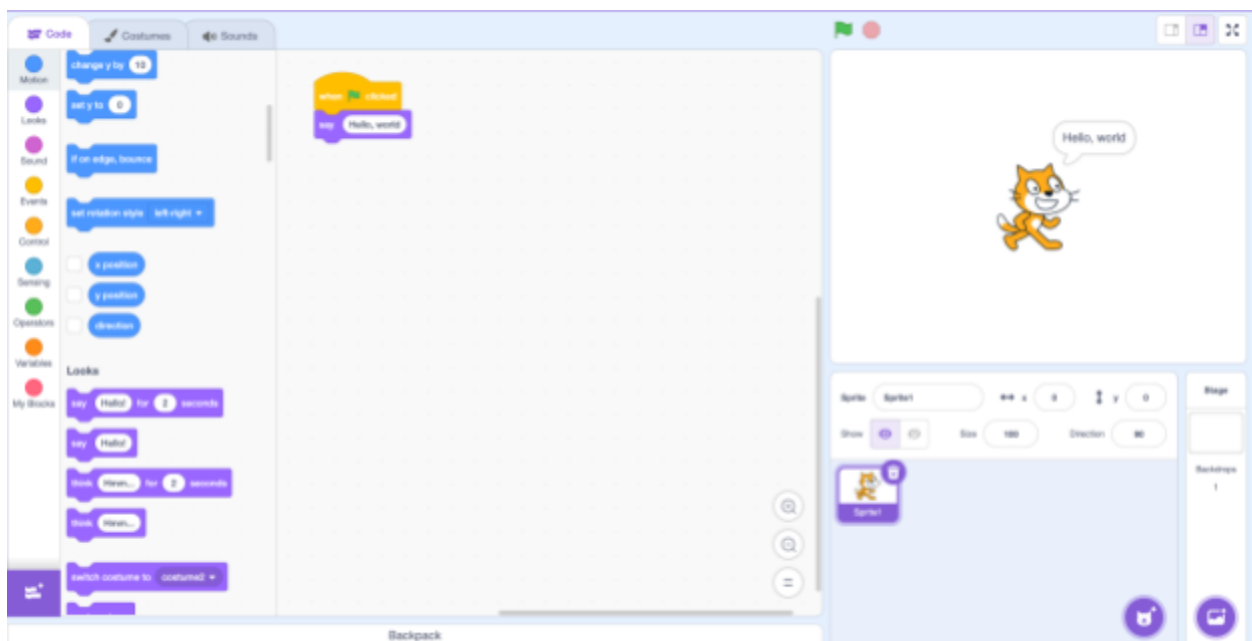 Code
Costumes
Sounds
Motion
Looks
Sound
Events
Control
Sensing
Operators
Variables
My Blocks
change y by 10
set y to 0
if on edge, bounce
set rotation style left-right
x position
y position
direction
Looks
say Hello! for 2 seconds
say Hello!
think Hmm... for 2 seconds
think Hmm...
switch costume to costume2
when clicked
say Hello, world
Backpack
Hello, world
Sprite Sprite1 x 0 y 0
Show Size 100 Direction 90
Sprite1
Stage
Backdrops
1